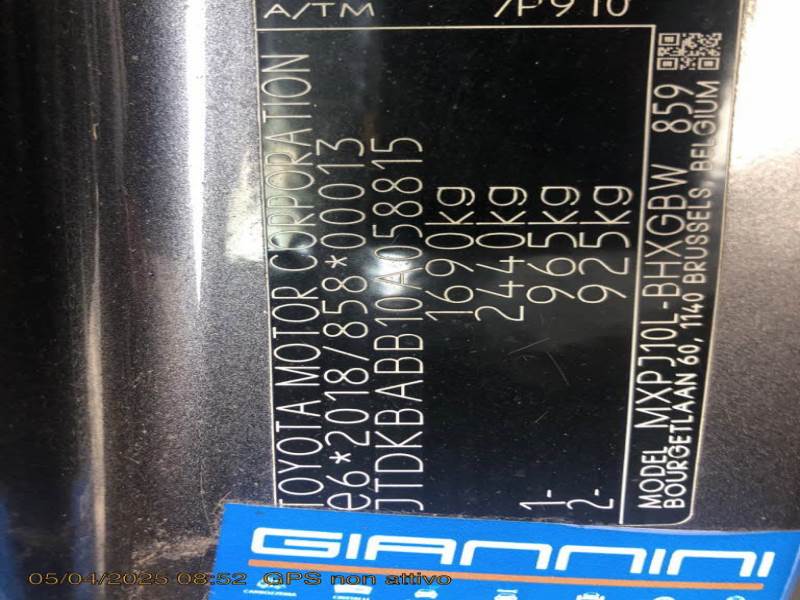 TOYOTA MOTOR CORPORATION
e6*2018/858*00013
JTDKBABB10A058815
1690kg
2440kg
1- 965kg
2- 925kg
MODEL MXPJ10L-BHXGBW 859
BOURGETLAAN 60, 1140 BRUSSELS, BELGIUM
A/TM
GIANNINI
CARROZZERIA
05/04/2025 08:52 GPS non attivo